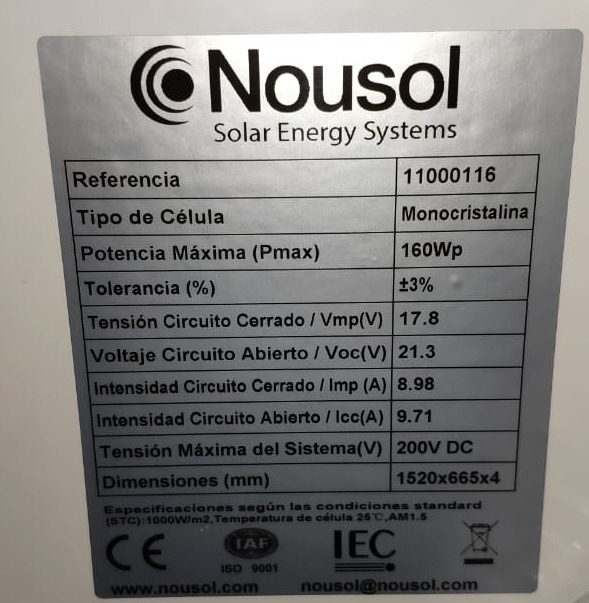 Nousol
Solar Energy Systems
Referencia 11000116
Tipo de Célula Monocristalina
Potencia Máxima (Pmax) 160Wp
Tolerancia (%) ±3%
Tensión Circuito Cerrado / Vmp(V) 17.8
Voltaje Circuito Abierto / Voc(V) 21.3
Intensidad Circuito Cerrado / Imp (A) 8.98
Intensidad Circuito Abierto / Icc(A) 9.71
Tensión Máxima del Sistema(V) 200V DC
Dimensiones (mm) 1520x665x4
Especificaciones según las condiciones standard
(STC):1000W/m2,Temperatura de célula 25℃,AM1.5
CE IAF IEC
ISO 9001
www.nousol.com nousol@nousol.com